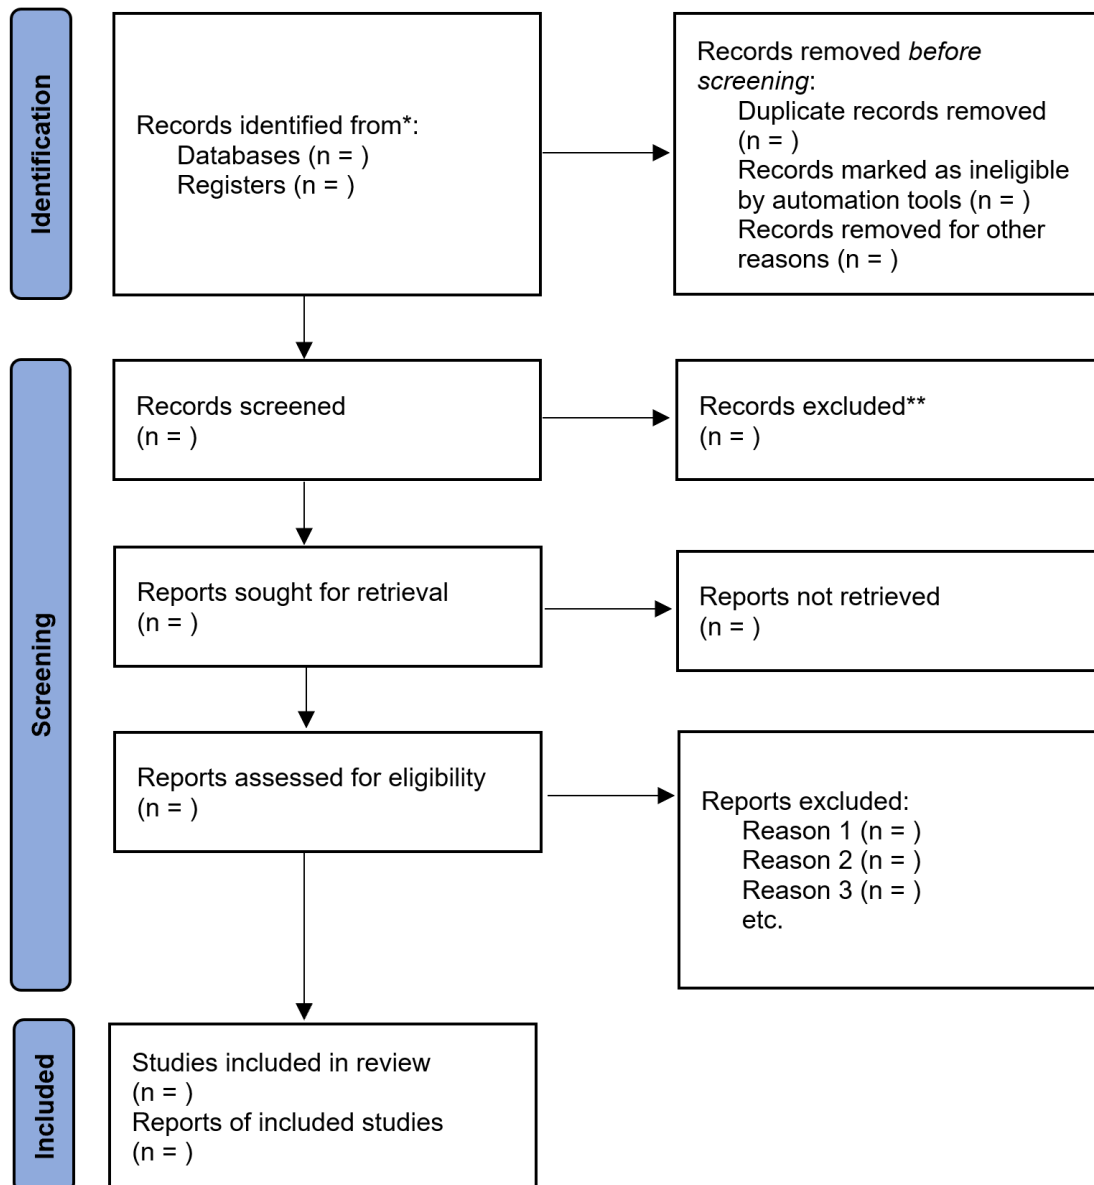 Identification
Records identified from*:
Databases (n = )
Registers (n = )
Records removed before
screening:
Duplicate records removed
(n = )
Records marked as ineligible
by automation tools (n = )
Records removed for other
reasons (n = )
Screening
Records screened
(n = )
Records excluded**
(n = )
Reports sought for retrieval
(n = )
Reports not retrieved
(n = )
Reports assessed for eligibility
(n = )
Reports excluded:
Reason 1 (n = )
Reason 2 (n = )
Reason 3 (n = )
etc.
Included
Studies included in review
(n = )
Reports of included studies
(n = )